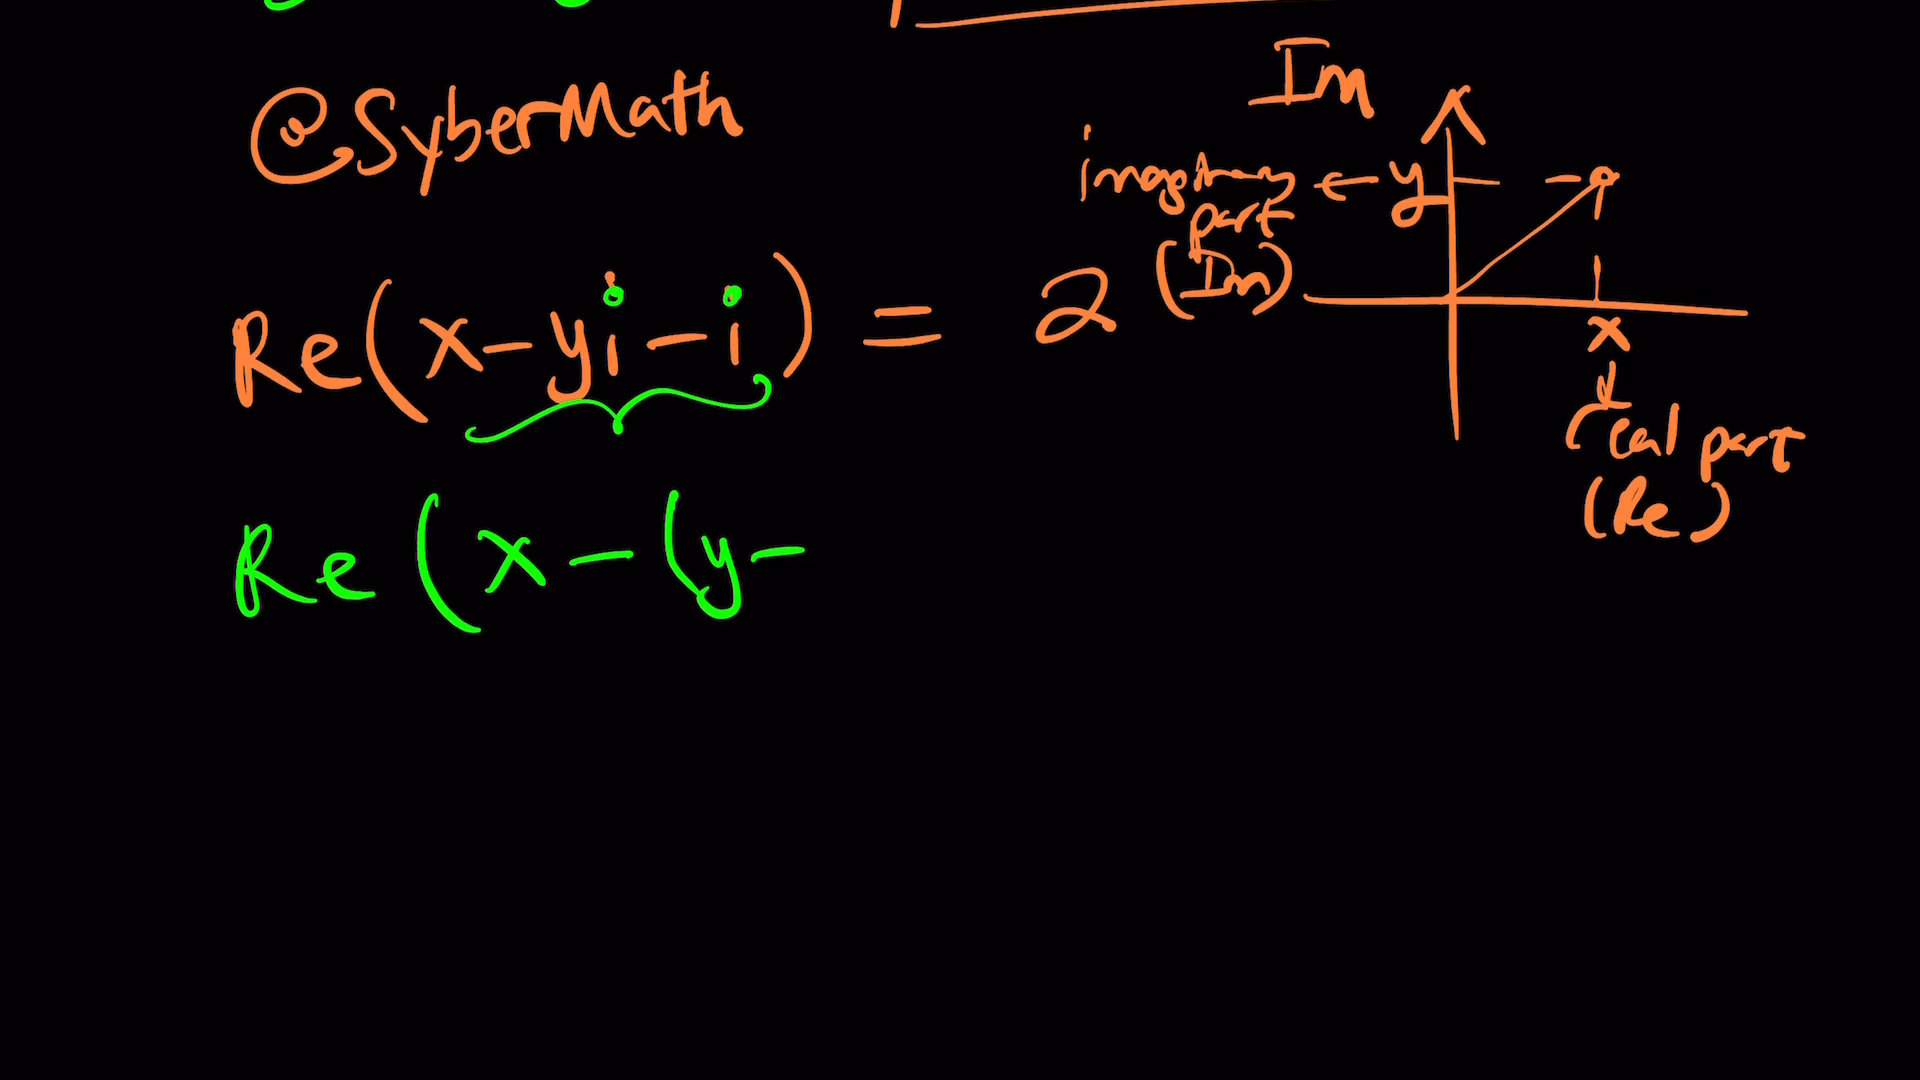 @SyberMath
Im
imaginary ← y
part
(Im)
Re(x-yi-i) = 2
x
↓
real part
(Re)
Re (x - (y -